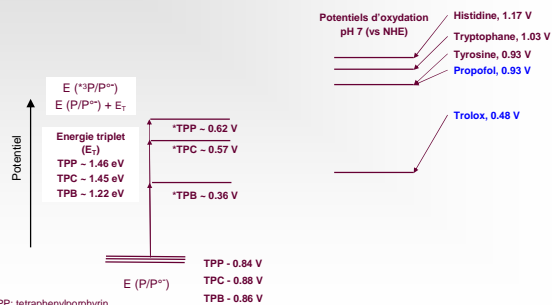 Potentiels d'oxydation
pH 7 (vs NHE)
Histidine, 1.17 V
Tryptophane, 1.03 V
Tyrosine, 0.93 V
Propofol, 0.93 V
Trolox, 0.48 V
Potentiel
E (*³P/P°⁻)
E (P/P°⁻) + E_T
Energie triplet
(E_T)
TPP ~ 1.46 eV
TPC ~ 1.45 eV
TPB ~ 1.22 eV
*TPP ~ 0.62 V
*TPC ~ 0.57 V
*TPB ~ 0.36 V
E (P/P°⁻)
TPP - 0.84 V
TPC - 0.88 V
TPB - 0.86 V
PP: tetraphenylporphyrin